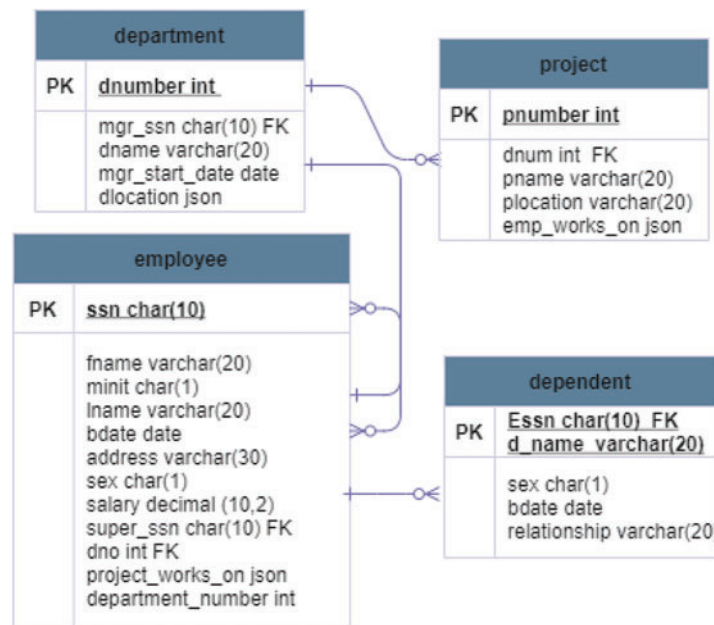 department
PK dnumber int
mgr_ssn char(10) FK
dname varchar(20)
mgr_start_date date
dlocation json
project
PK pnumber int
dnum int FK
pname varchar(20)
plocation varchar(20)
emp_works_on json
employee
PK ssn char(10)
fname varchar(20)
minit char(1)
lname varchar(20)
bdate date
address varchar(30)
sex char(1)
salary decimal (10,2)
super_ssn char(10) FK
dno int FK
project_works_on json
department_number int
dependent
Essn char(10) FK
PK d_name varchar(20)
sex char(1)
bdate date
relationship varchar(20